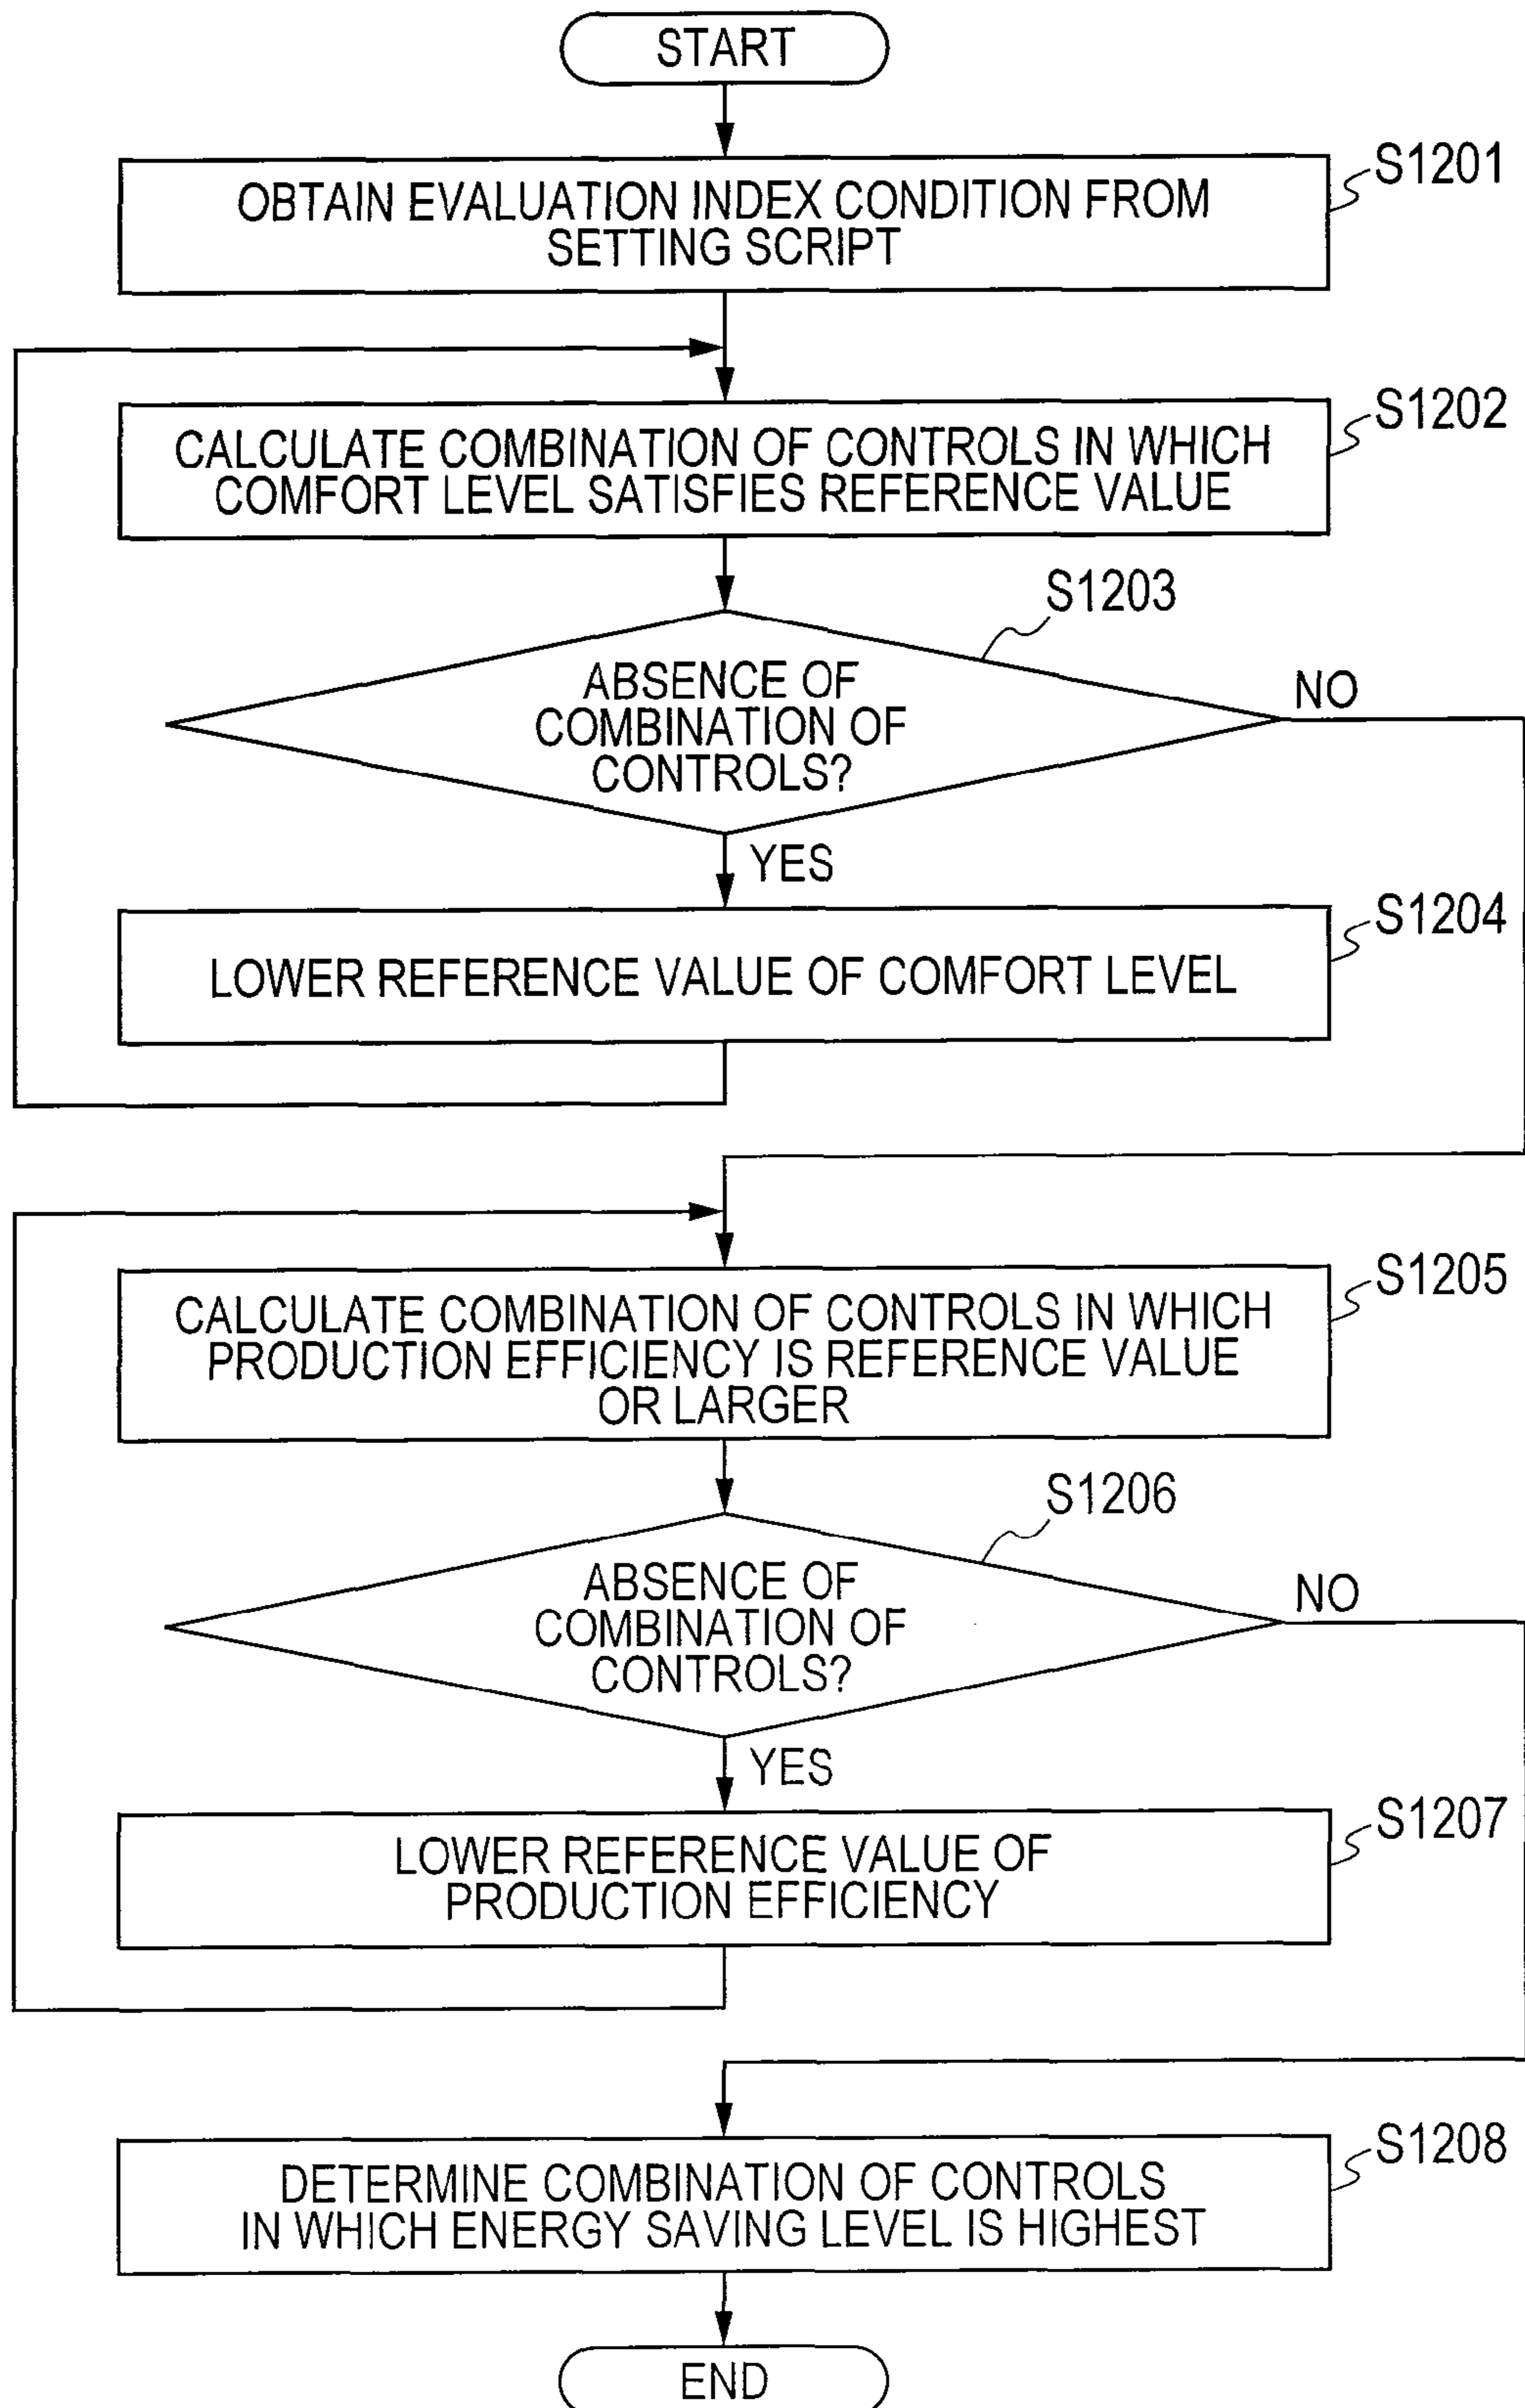 START
S1201
OBTAIN EVALUATION INDEX CONDITION FROM
SETTING SCRIPT
S1202
CALCULATE COMBINATION OF CONTROLS IN WHICH
COMFORT LEVEL SATISFIES REFERENCE VALUE
S1203
ABSENCE OF
COMBINATION OF
CONTROLS?
NO
YES
S1204
LOWER REFERENCE VALUE OF COMFORT LEVEL
S1205
CALCULATE COMBINATION OF CONTROLS IN WHICH
PRODUCTION EFFICIENCY IS REFERENCE VALUE
OR LARGER
S1206
ABSENCE OF
COMBINATION OF
CONTROLS?
NO
YES
S1207
LOWER REFERENCE VALUE OF
PRODUCTION EFFICIENCY
S1208
DETERMINE COMBINATION OF CONTROLS
IN WHICH ENERGY SAVING LEVEL IS HIGHEST
END